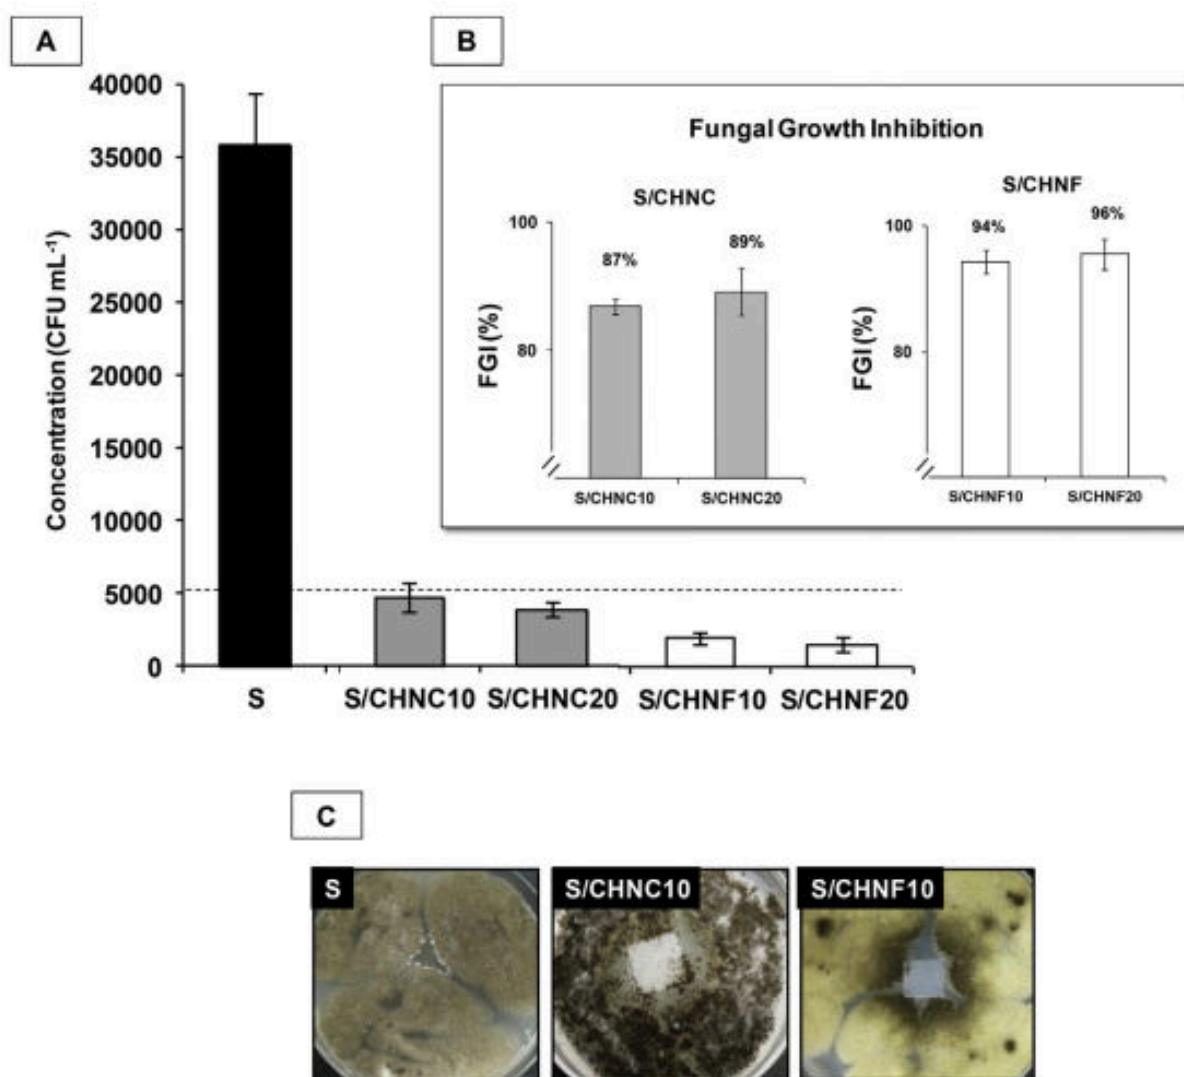 A
B
40000
35000
30000
25000
20000
15000
10000
5000
0
Concentration (CFU mL⁻¹)
S S/CHNC10 S/CHNC20 S/CHNF10 S/CHNF20
Fungal Growth Inhibition
S/CHNC
100
80
FGI (%)
87% 89%
S/CHNC10 S/CHNC20
S/CHNF
100
80
FGI (%)
94% 96%
S/CHNF10 S/CHNF20
C
S S/CHNC10 S/CHNF10